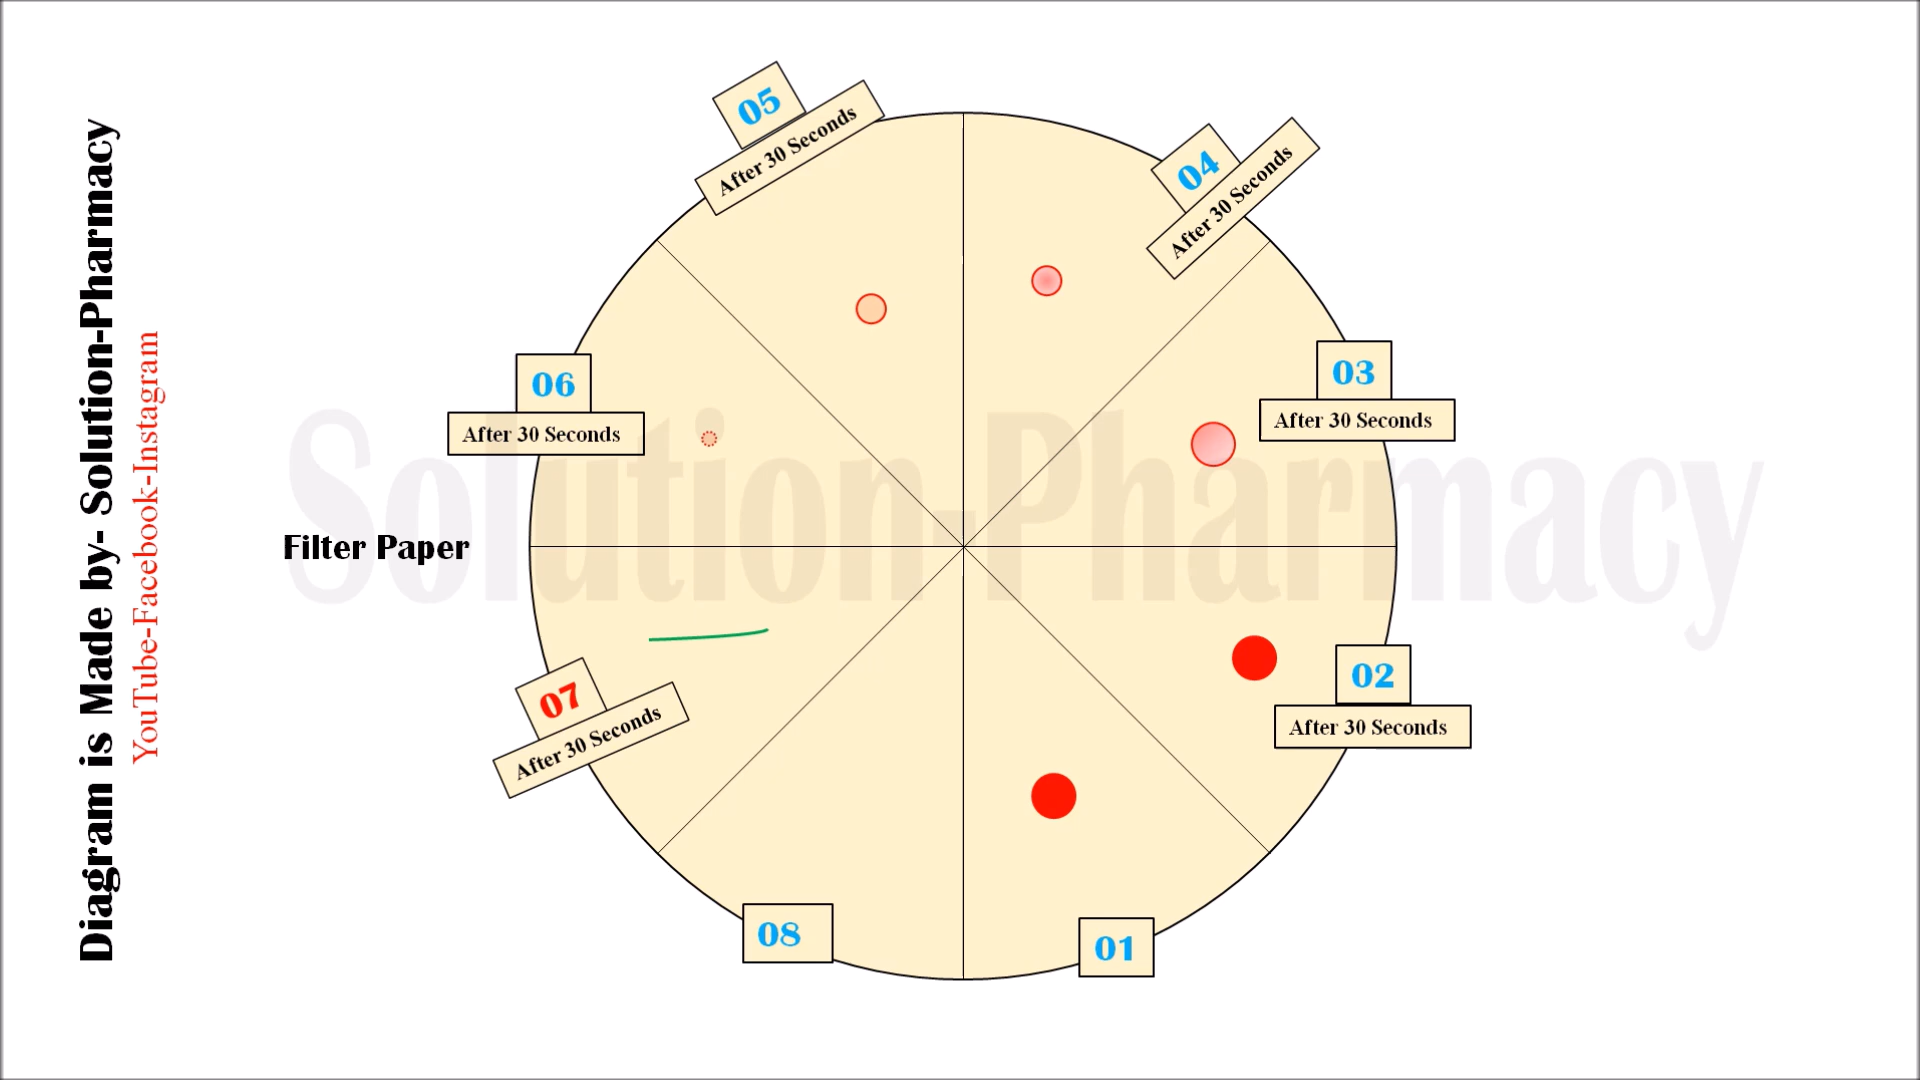 Diagram is Made by- Solution-Pharmacy
YouTube-Facebook-Instagram
05
After 30 Seconds
04
After 30 Seconds
06
After 30 Seconds
03
After 30 Seconds
Solution-Pharmacy
Filter Paper
07
After 30 Seconds
02
After 30 Seconds
08
01